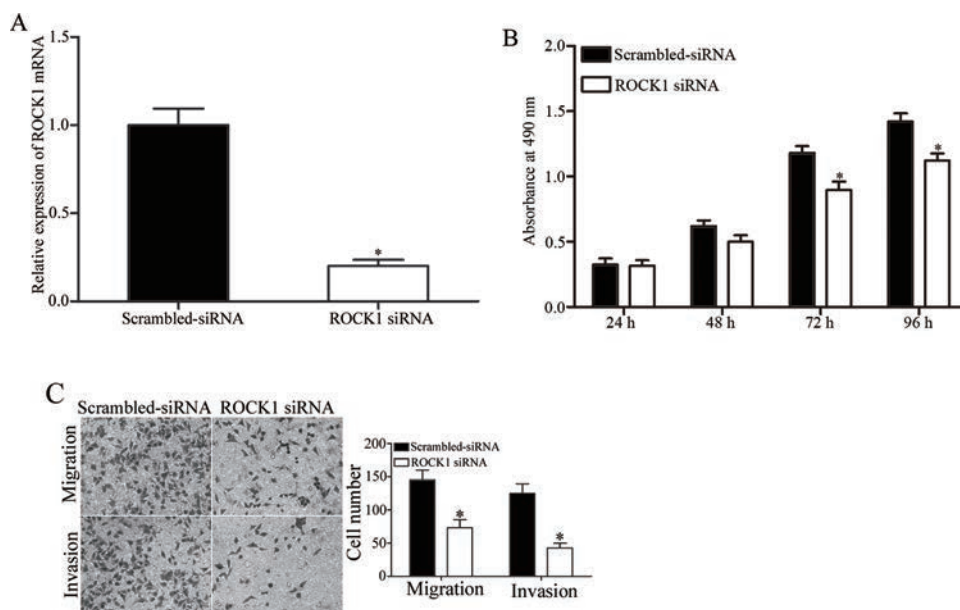 A
Relative expression of ROCK1 mRNA
1.5
1.0
0.5
0.0
*
Scrambled-siRNA
ROCK1 siRNA
B
Absorbance at 490 nm
2.0
1.5
1.0
0.5
0.0
Scrambled-siRNA
ROCK1 siRNA
*
*
24 h
48 h
72 h
96 h
C
Scrambled-siRNA
ROCK1 siRNA
Migration
Invasion
Cell number
200
150
100
50
0
Scrambled-siRNA
ROCK1 siRNA
*
*
Migration
Invasion